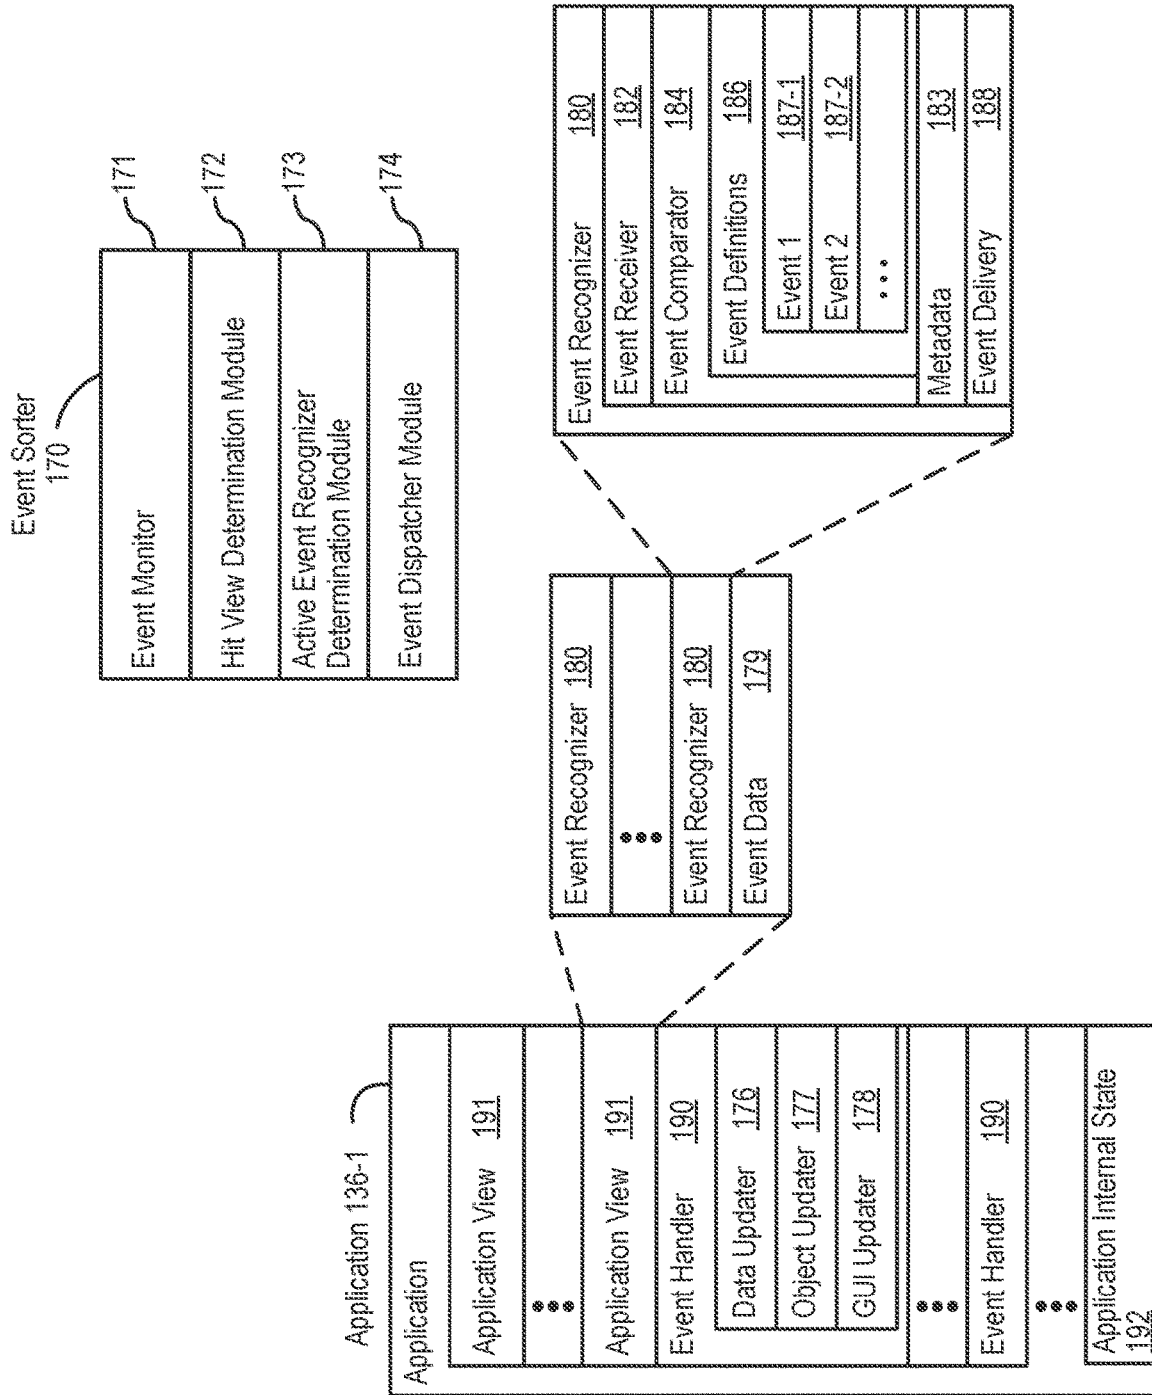 Event Sorter
170
Event Monitor
171
Hit View Determination Module
172
Active Event Recognizer
Determination Module
173
Event Dispatcher Module
174
Application 136-1
Application
Application View 191
•••
Application View 191
Event Handler 190
Data Updater 176
Object Updater 177
GUI Updater 178
•••
Event Handler 190
•••
Application Internal State
192
Event Recognizer 180
•••
Event Recognizer 180
Event Data 179
Event Recognizer 180
Event Receiver 182
Event Comparator 184
Event Definitions 186
Event 1 187-1
Event 2 187-2
•••
Metadata 183
Event Delivery 188